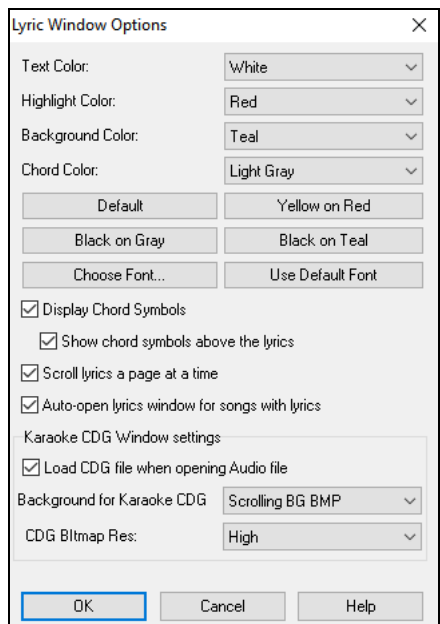 Lyric Window Options
Text Color: White
Highlight Color: Red
Background Color: Teal
Chord Color: Light Gray
Default Yellow on Red
Black on Gray Black on Teal
Choose Font... Use Default Font
Display Chord Symbols
Show chord symbols above the lyrics
Scroll lyrics a page at a time
Auto-open lyrics window for songs with lyrics
Karaoke CDG Window settings
Load CDG file when opening Audio file
Background for Karaoke CDG Scrolling BG BMP
CDG BItmap Res: High
OK Cancel Help